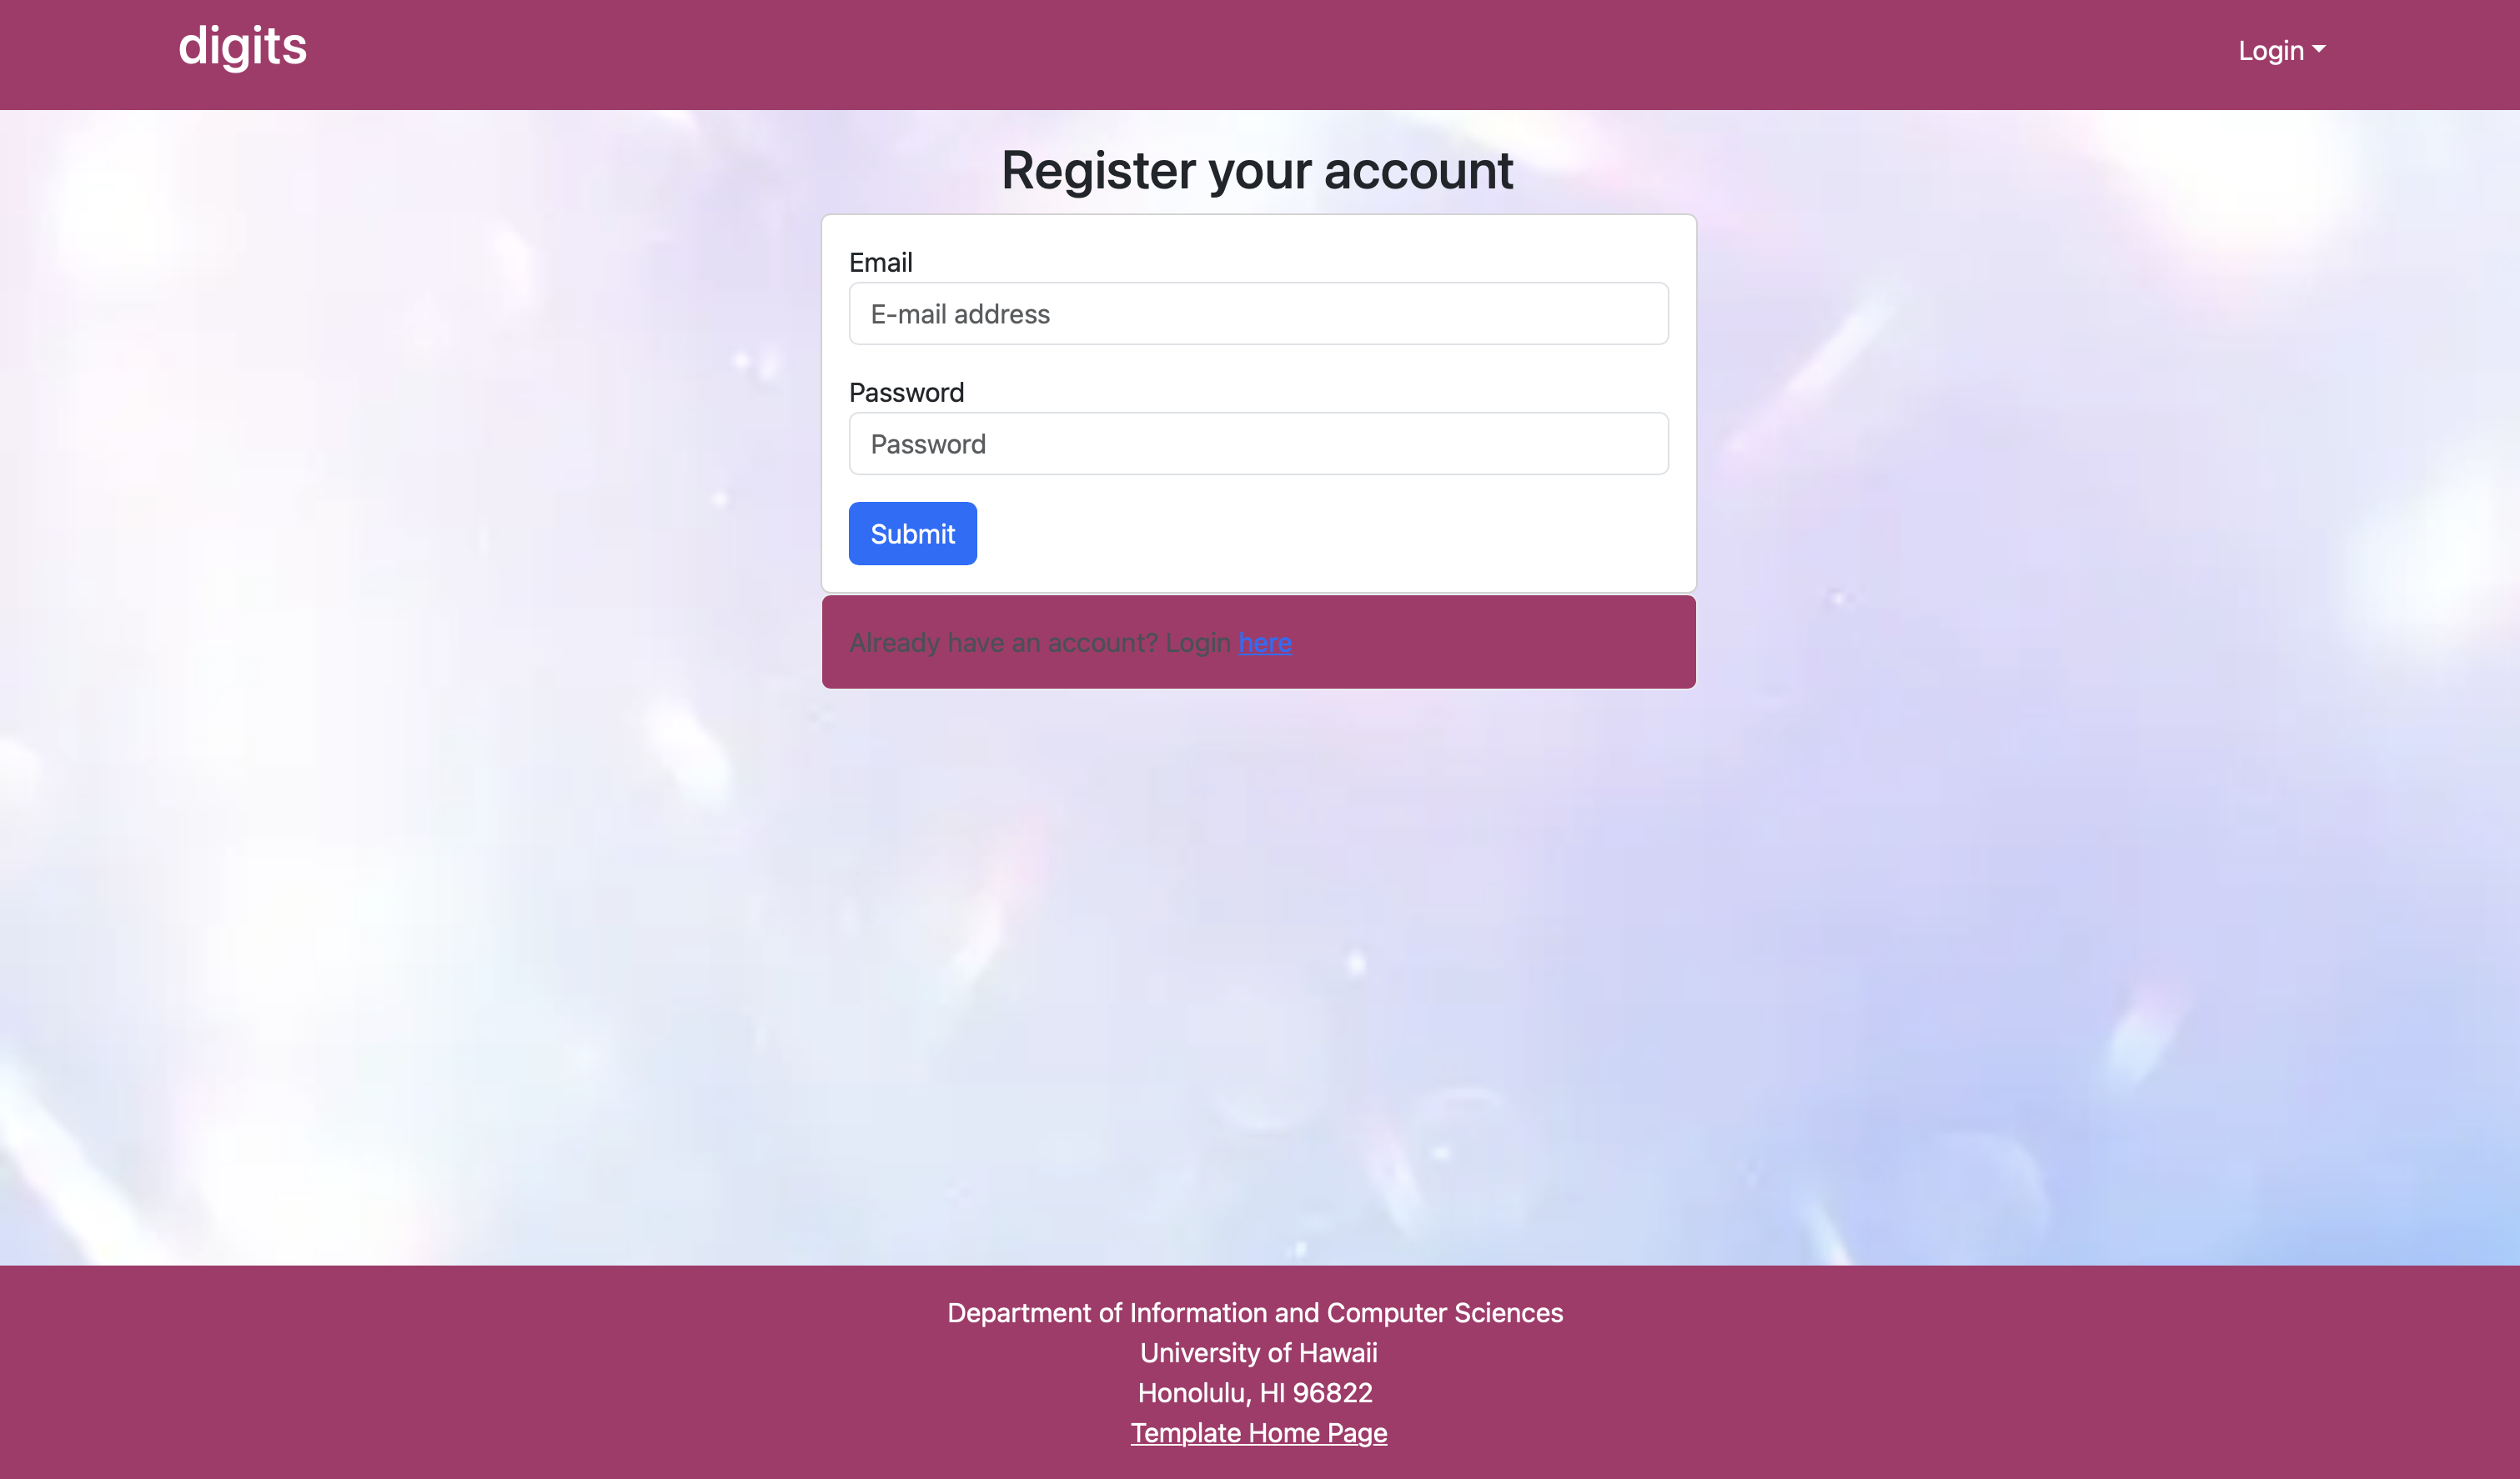 digits
Login
Register your account
Email
E-mail address
Password
Password
Submit
Already have an account? Login here
Department of Information and Computer Sciences
University of Hawaii
Honolulu, HI 96822
Template Home Page